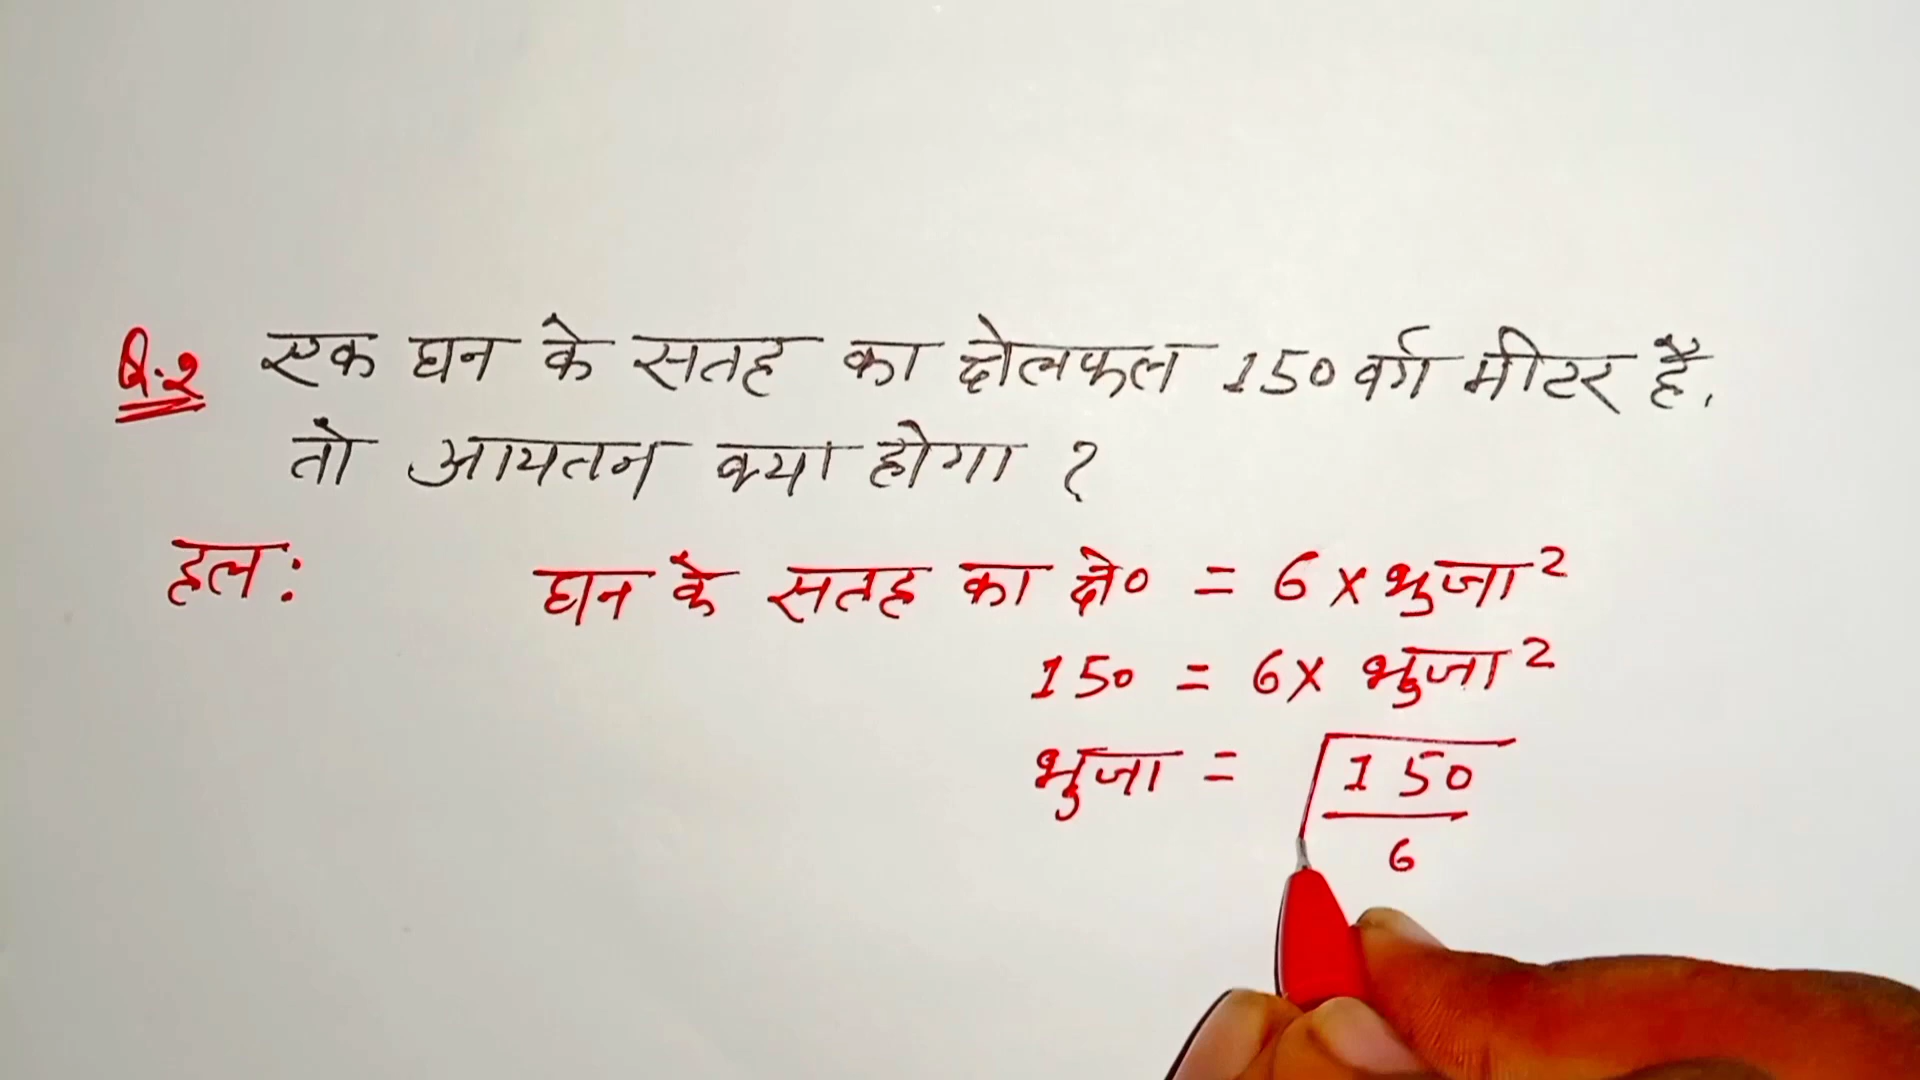 Q.2 एक घन के सतह का क्षेत्रफल 150 वर्ग मीटर है,
तो आयतन क्या होगा ?
हल: घन के सतह का क्षे० = 6 × भुजा²
150 = 6 × भुजा²
भुजा = √150/6